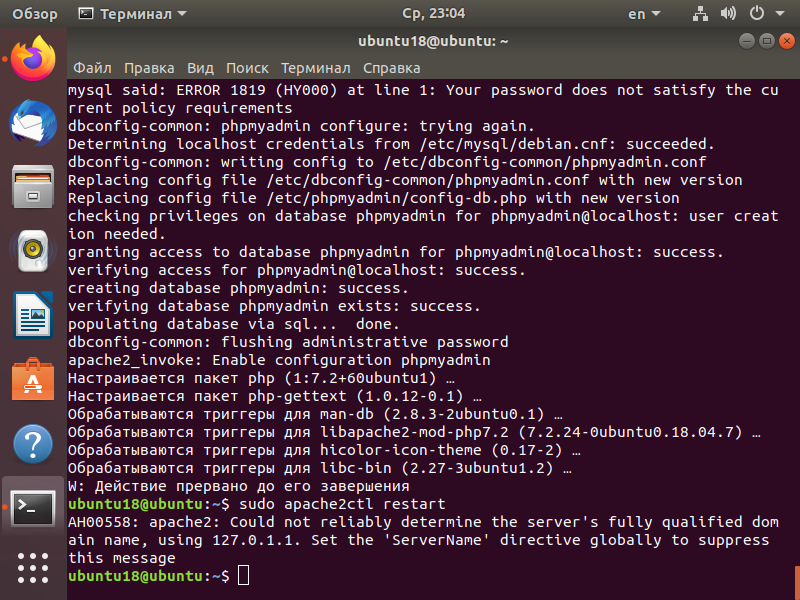 Обзор Терминал Ср, 23:04 en
ubuntu18@ubuntu: ~
Файл Правка Вид Поиск Терминал Справка
mysql said: ERROR 1819 (HY000) at line 1: Your password does not satisfy the cu
rrent policy requirements
dbconfig-common: phpmyadmin configure: trying again.
Determining localhost credentials from /etc/mysql/debian.cnf: succeeded.
dbconfig-common: writing config to /etc/dbconfig-common/phpmyadmin.conf
Replacing config file /etc/dbconfig-common/phpmyadmin.conf with new version
Replacing config file /etc/phpmyadmin/config-db.php with new version
checking privileges on database phpmyadmin for phpmyadmin@localhost: user creat
ion needed.
granting access to database phpmyadmin for phpmyadmin@localhost: success.
verifying access for phpmyadmin@localhost: success.
creating database phpmyadmin: success.
verifying database phpmyadmin exists: success.
populating database via sql...  done.
dbconfig-common: flushing administrative password
apache2_invoke: Enable configuration phpmyadmin
Настраивается пакет php (1:7.2+60ubuntu1) …
Настраивается пакет php-gettext (1.0.12-0.1) …
Обрабатываются триггеры для man-db (2.8.3-2ubuntu0.1) …
Обрабатываются триггеры для libapache2-mod-php7.2 (7.2.24-0ubuntu0.18.04.7) …
Обрабатываются триггеры для hicolor-icon-theme (0.17-2) …
Обрабатываются триггеры для libc-bin (2.27-3ubuntu1.2) …
W: Действие прервано до его завершения
ubuntu18@ubuntu:~$ sudo apache2ctl restart
AH00558: apache2: Could not reliably determine the server's fully qualified dom
ain name, using 127.0.1.1. Set the 'ServerName' directive globally to suppress
this message
ubuntu18@ubuntu:~$